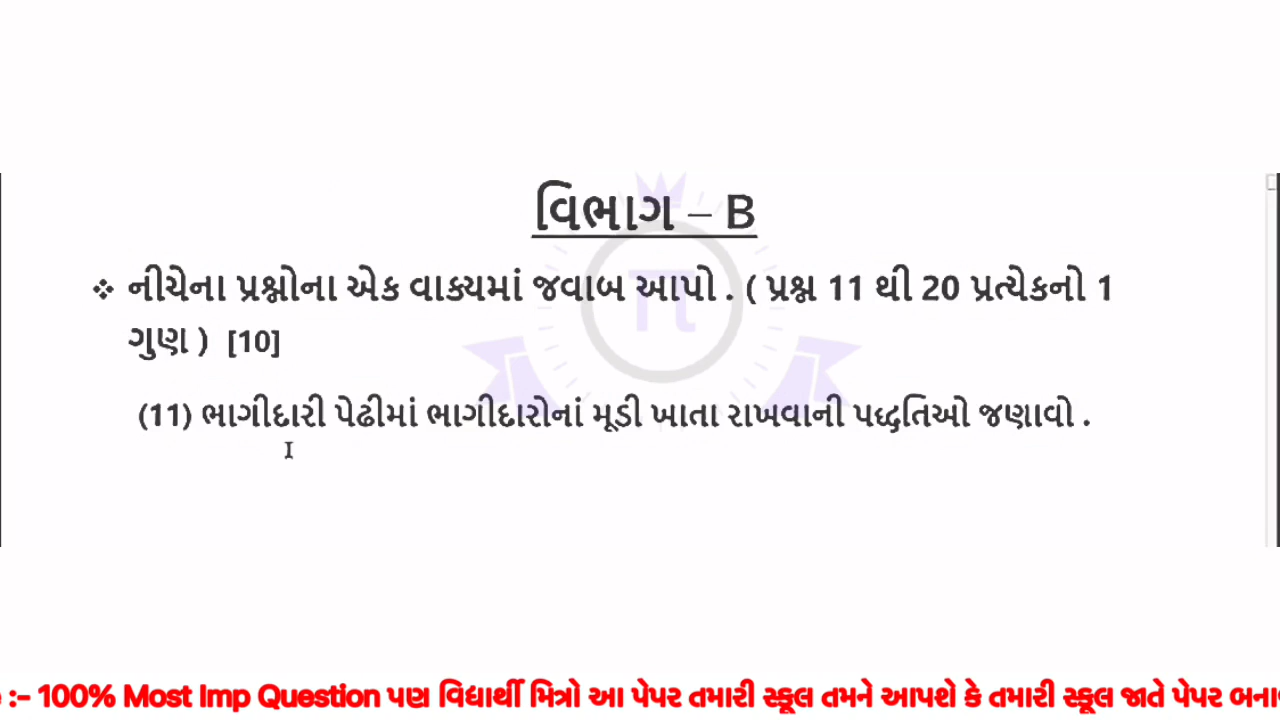 વિભાગ – B
❖ નીચેના પ્રશ્નોના એક વાક્યમાં જવાબ આપો . ( પ્રશ્ન 11 થી 20 પ્રત્યેકનો 1
ગુણ ) [10]
(11) ભાગીદારી પેઢીમાં ભાગીદારોનાં મૂડી ખાતા રાખવાની પદ્ધતિઓ જણાવો .
:- 100% Most Imp Question પણ વિદ્યાર્થી મિત્રો આ પેપર તમારી સ્કૂલ તમને આપશે કે તમારી સ્કૂલ જાતે પેપર